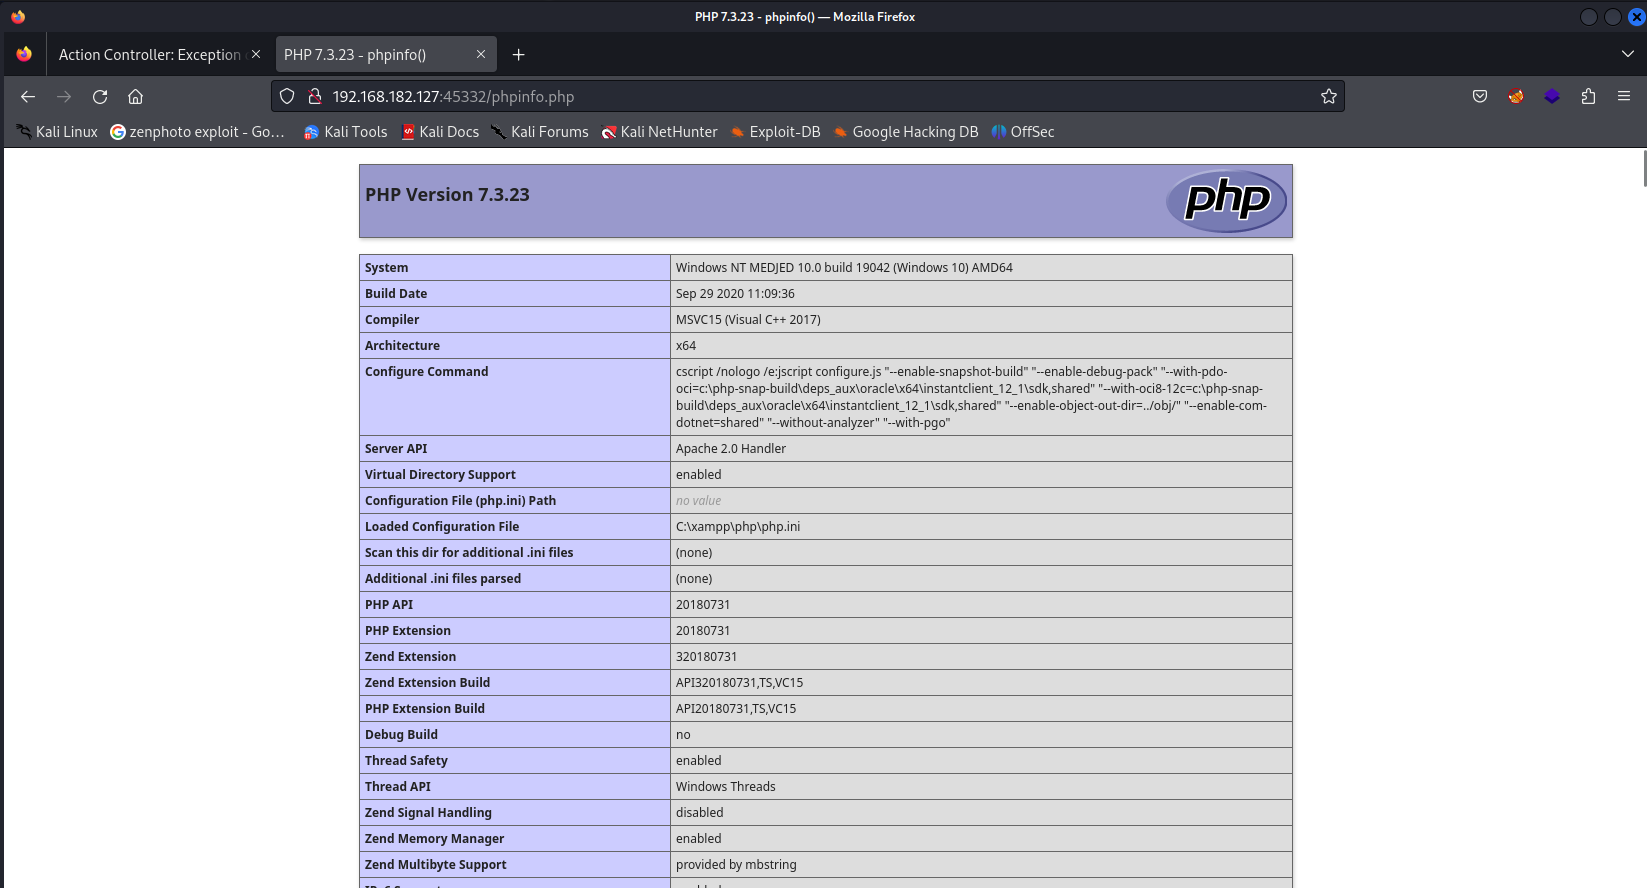 PHP 7.3.23 - phpinfo() — Mozilla Firefox
Action Controller: Exception
PHP 7.3.23 - phpinfo()
192.168.182.127:45332/phpinfo.php
Kali Linux
zenphoto exploit - Go...
Kali Tools
Kali Docs
Kali Forums
Kali NetHunter
Exploit-DB
Google Hacking DB
OffSec
PHP Version 7.3.23
php
System Windows NT MEDJED 10.0 build 19042 (Windows 10) AMD64
Build Date Sep 29 2020 11:09:36
Compiler MSVC15 (Visual C++ 2017)
Architecture x64
Configure Command cscript /nologo /e:jscript configure.js "--enable-snapshot-build" "--enable-debug-pack" "--with-pdo-
oci=c:\php-snap-build\deps_aux\oracle\x64\instantclient_12_1\sdk,shared" "--with-oci8-12c=c:\php-snap-
build\deps_aux\oracle\x64\instantclient_12_1\sdk,shared" "--enable-object-out-dir=../obj/" "--enable-com-
dotnet=shared" "--without-analyzer" "--with-pgo"
Server API Apache 2.0 Handler
Virtual Directory Support enabled
Configuration File (php.ini) Path no value
Loaded Configuration File C:\xampp\php\php.ini
Scan this dir for additional .ini files (none)
Additional .ini files parsed (none)
PHP API 20180731
PHP Extension 20180731
Zend Extension 320180731
Zend Extension Build API320180731,TS,VC15
PHP Extension Build API20180731,TS,VC15
Debug Build no
Thread Safety enabled
Thread API Windows Threads
Zend Signal Handling disabled
Zend Memory Manager enabled
Zend Multibyte Support provided by mbstring